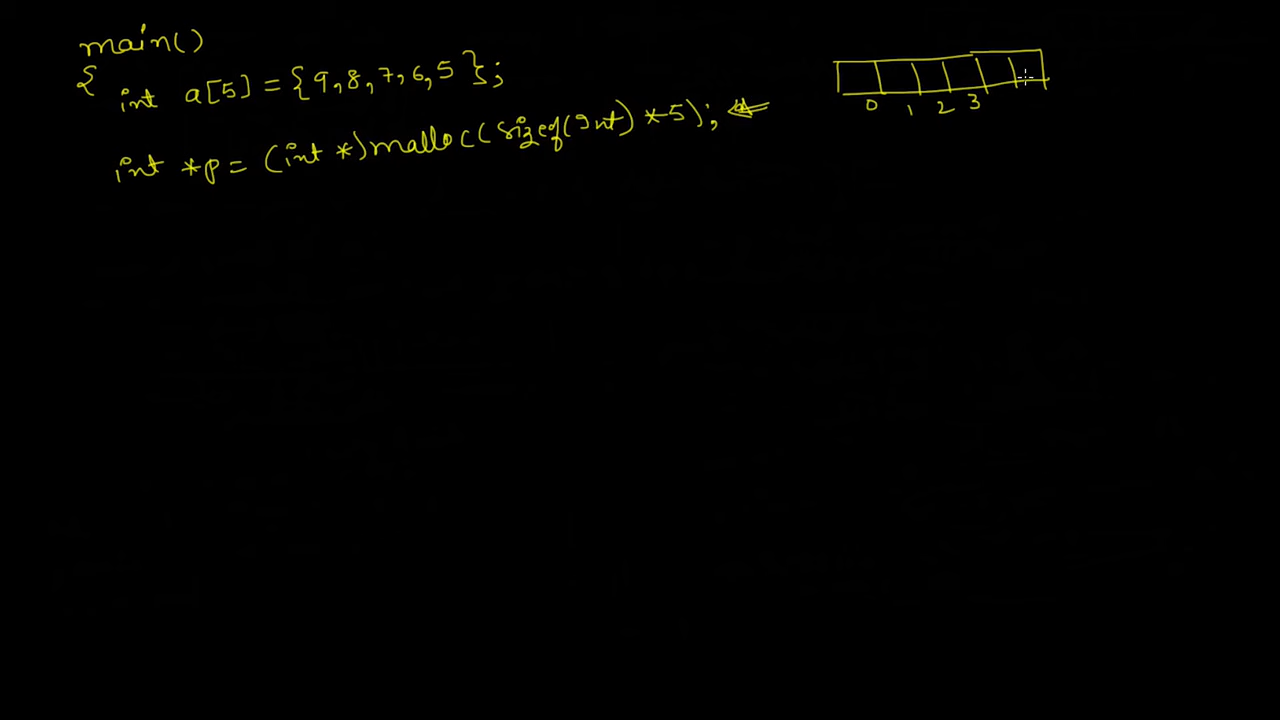 main()
{ int a[5] = {9,8,7,6,5};
int *p = (int *)malloc(sizeof(int) *5);
0 1 2 3